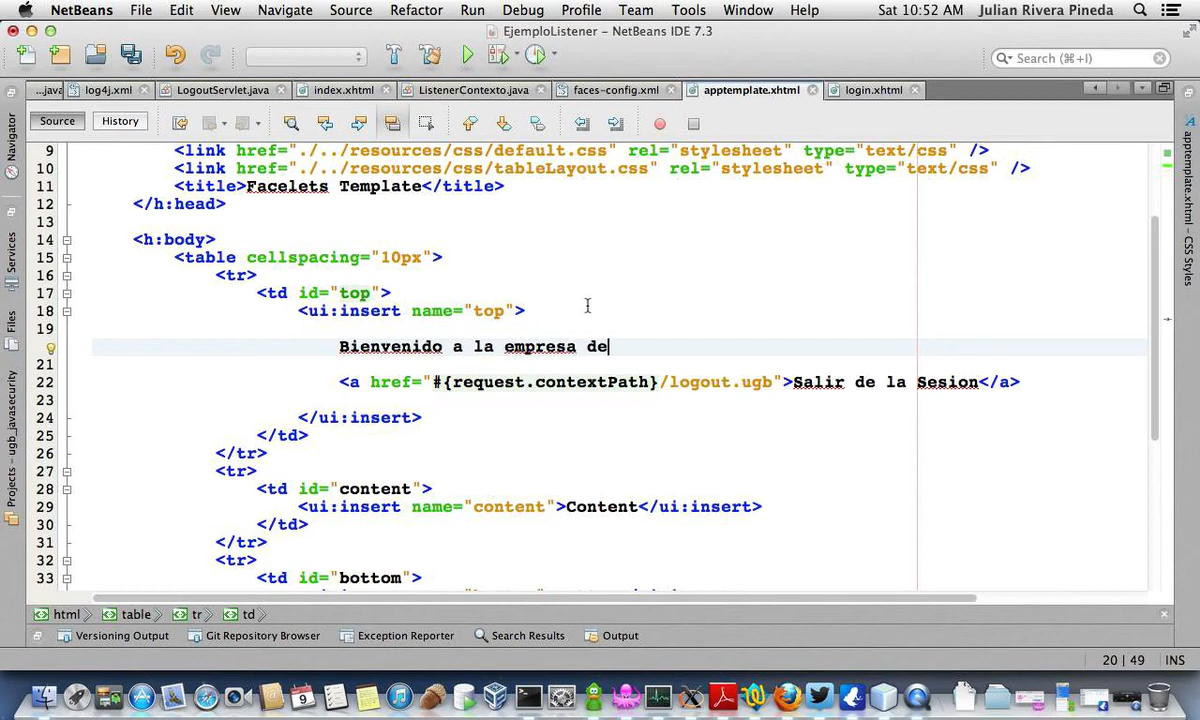 NetBeans File Edit View Navigate Source Refactor Run Debug Profile Team Tools Window Help Sat 10:52 AM Julian Rivera Pineda
EjemploListener - NetBeans IDE 7.3
Search (⌘+I)
...java log4j.xml LogoutServlet.java index.xhtml ListenerContexto.java faces-config.xml apptemplate.xhtml login.xhtml
Source History
Navigator
Services
Files
Projects - ugb_javasecurity
apptemplate.xhtml - CSS Styles
9 <link href="./../resources/css/default.css" rel="stylesheet" type="text/css" />
10 <link href="./../resources/css/tableLayout.css" rel="stylesheet" type="text/css" />
11 <title>Facelets Template</title>
12 </h:head>
13
14 <h:body>
15 <table cellspacing="10px">
16 <tr>
17 <td id="top">
18 <ui:insert name="top">
19
Bienvenido a la empresa de
21
22 <a href="#{request.contextPath}/logout.ugb">Salir de la Sesion</a>
23
24 </ui:insert>
25 </td>
26 </tr>
27 <tr>
28 <td id="content">
29 <ui:insert name="content">Content</ui:insert>
30 </td>
31 </tr>
32 <tr>
33 <td id="bottom">
html table tr td
Versioning Output Git Repository Browser Exception Reporter Search Results Output
20 | 49 INS
9